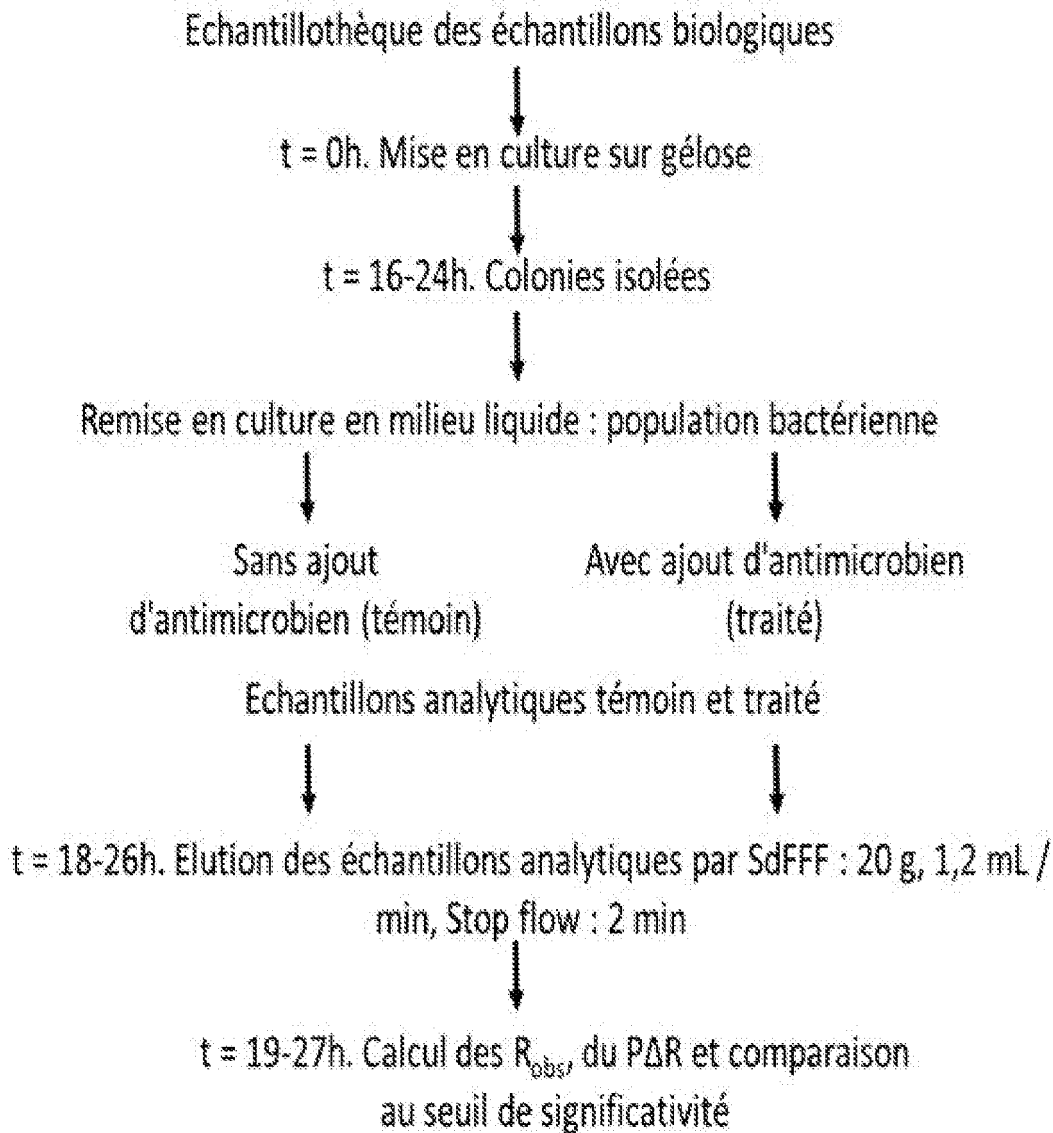 Echantillothèque des échantillons biologiques
t = 0h. Mise en culture sur gélose
t = 16-24h. Colonies isolées
Remise en culture en milieu liquide : population bactérienne
Sans ajout
d'antimicrobien (témoin)
Avec ajout d'antimicrobien
(traité)
Echantillons analytiques témoin et traité
t = 18-26h. Elution des échantillons analytiques par SdFFF : 20 g, 1,2 mL /
min, Stop flow : 2 min
t = 19-27h. Calcul des Robs, du PΔR et comparaison
au seuil de significativité